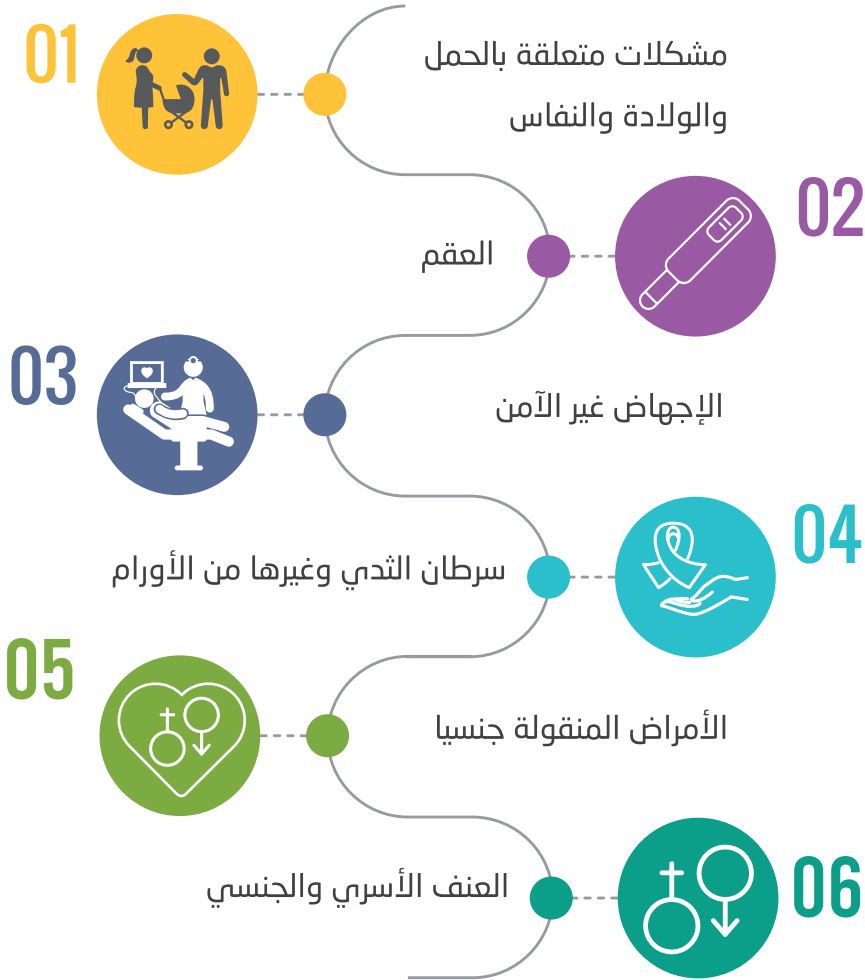 01
مشكلات متعلقة بالحمل
والولادة والنفاس
02
العقم
03
الإجهاض غير الآمن
04
سرطان الثدي وغيرها من الأورام
05
الأمراض المنقولة جنسيا
06
العنف الأسري والجنسي